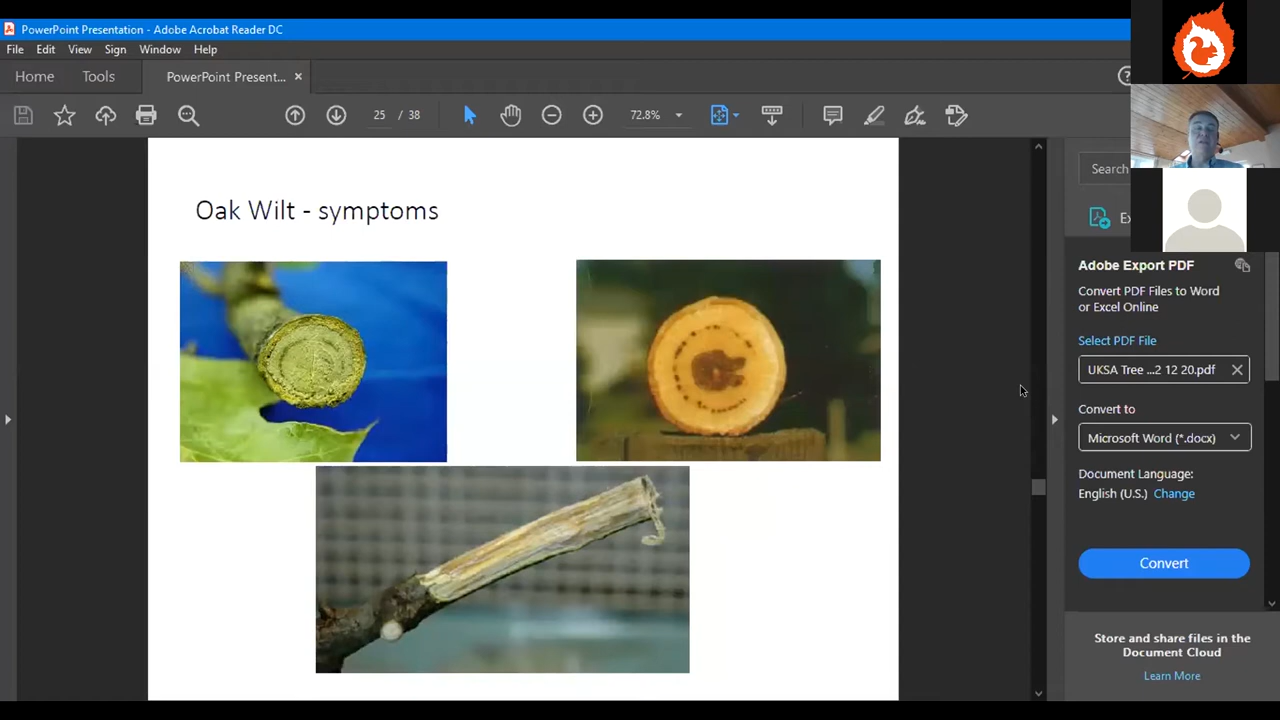 PowerPoint Presentation - Adobe Acrobat Reader DC
File Edit View Sign Window Help
Home Tools PowerPoint Present... ×
25 / 38 72.8%
Search
Ex
Oak Wilt - symptoms
Adobe Export PDF
Convert PDF Files to Word
or Excel Online
Select PDF File
UKSA Tree ...2 12 20.pdf
Convert to
Microsoft Word (*.docx)
Document Language:
English (U.S.) Change
Convert
Store and share files in the
Document Cloud
Learn More